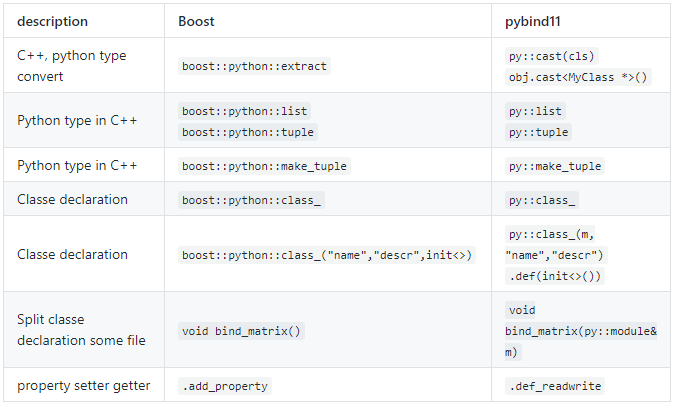 description Boost pybind11
C++, python type convert boost::python::extract py::cast(cls)
obj.cast<MyClass *>()
Python type in C++ boost::python::list
boost::python::tuple py::list
py::tuple
Python type in C++ boost::python::make_tuple py::make_tuple
Classe declaration boost::python::class_ py::class_
Classe declaration boost::python::class_("name","descr",init<>) py::class_(m,
"name","descr")
.def(init<>())
Split classe
declaration some file void bind_matrix() void
bind_matrix(py::module&
m)
property setter getter .add_property .def_readwrite